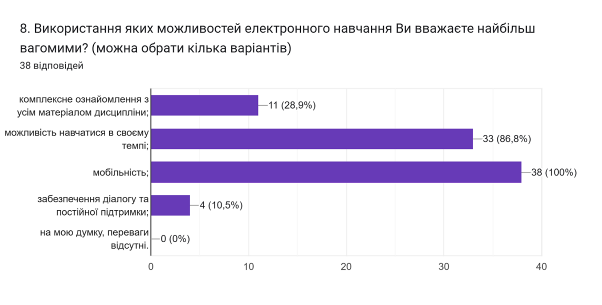 8. Використання яких можливостей електронного навчання Ви вважаєте найбільш
вагомими? (можна обрати кілька варіантів)
38 відповідей
комплексне ознайомлення з
усім матеріалом дисципліни;
11 (28,9%)
можливість навчатися в своєму
темпі;
33 (86,8%)
мобільність;
38 (100%)
забезпечення діалогу та
постійної підтримки;
4 (10,5%)
на мою думку, переваги
відсутні.
0 (0%)
0 10 20 30 40